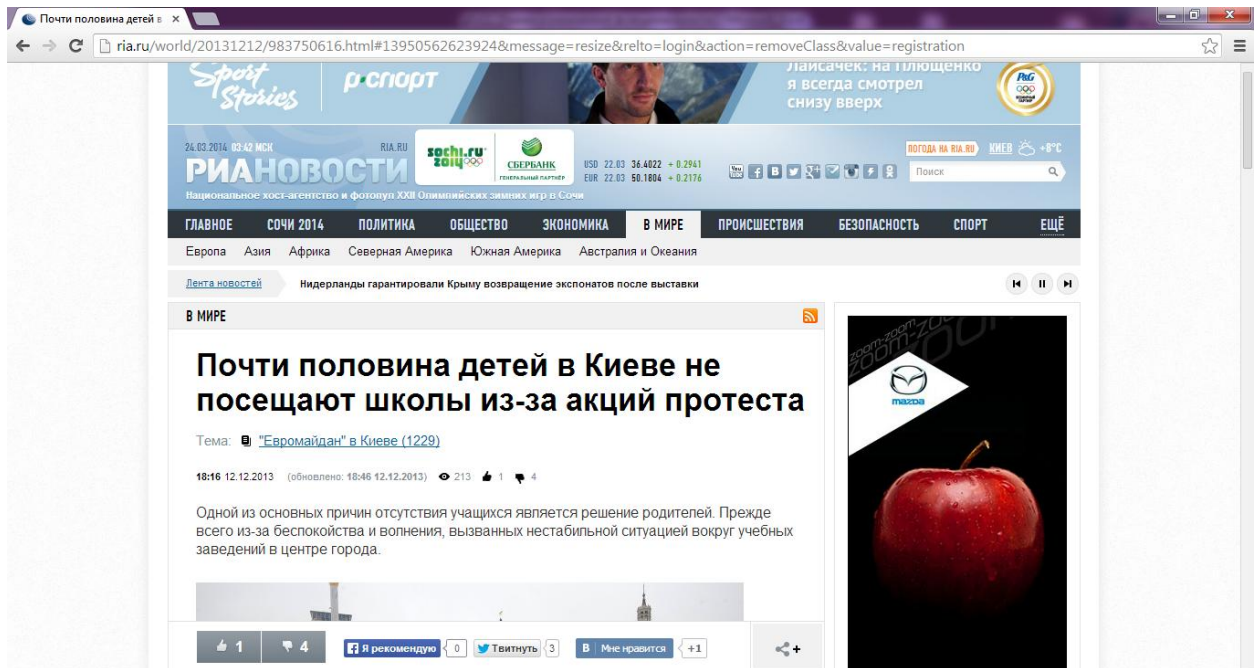 Почти половина детей в
ria.ru/world/20131212/983750616.html#13950562623924&message=resize&relto=login&action=removeClass&value=registration
Sport
Stories
р·спорт
Лайсачек: на Плющенко
я всегда смотрел
снизу вверх
P&G
24.03.2014 03:42 МСК
RIA.RU
РИАНОВОСТИ
Национальное хост-агентство и фотопул XXII Олимпийских зимних игр в Сочи
sochi.ru
2014
СБЕРБАНК
ГЕНЕРАЛЬНЫЙ ПАРТНЁР
USD 22.03 36.4022 + 0.2941
EUR 22.03 50.1804 + 0.2176
ПОГОДА НА RIA.RU КИЕВ +8°C
Поиск
ГЛАВНОЕ СОЧИ 2014 ПОЛИТИКА ОБЩЕСТВО ЭКОНОМИКА В МИРЕ ПРОИСШЕСТВИЯ БЕЗОПАСНОСТЬ СПОРТ ЕЩЁ
Европа Азия Африка Северная Америка Южная Америка Австралия и Океания
Лента новостей Нидерланды гарантировали Крыму возвращение экспонатов после выставки
В МИРЕ
Почти половина детей в Киеве не
посещают школы из-за акций протеста
Тема: "Евромайдан" в Киеве (1229)
18:16 12.12.2013 (обновлено: 18:46 12.12.2013) 213 1 4
Одной из основных причин отсутствия учащихся является решение родителей. Прежде
всего из-за беспокойства и волнения, вызванных нестабильной ситуацией вокруг учебных
заведений в центре города.
1 4 Я рекомендую 0 Твитнуть 3 В Мне нравится +1
zoom-zoom
mazda